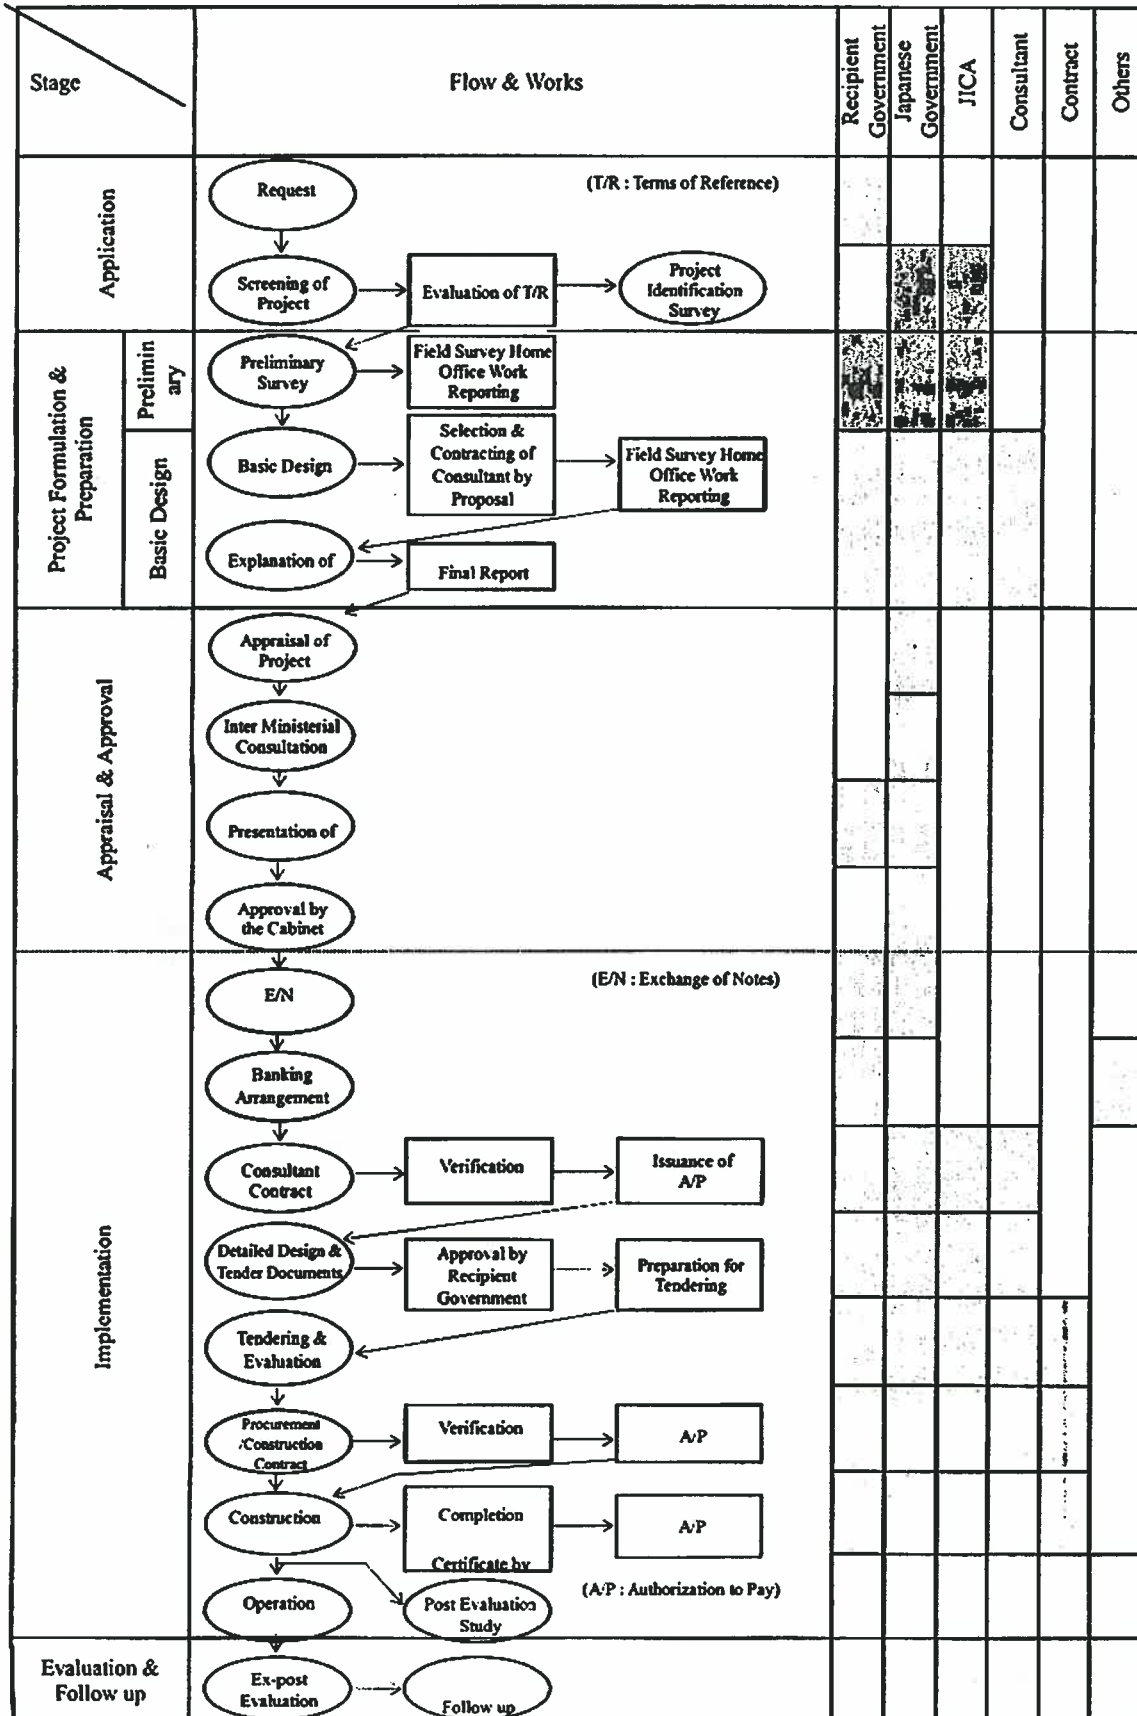 Stage
Flow & Works
Recipient
Government
Japanese
Government
JICA
Consultant
Contract
Others
Application
Request
(T/R : Terms of Reference)
Screening of
Project
Evaluation of T/R
Project
Identification
Survey
Project Formulation &
Preparation
Prelimin
ary
Preliminary
Survey
Field Survey Home
Office Work
Reporting
Basic Design
Basic Design
Selection &
Contracting of
Consultant by
Proposal
Field Survey Home
Office Work
Reporting
Explanation of
Final Report
Appraisal & Approval
Appraisal of
Project
Inter Ministerial
Consultation
Presentation of
Approval by
the Cabinet
Implementation
E/N
(E/N : Exchange of Notes)
Banking
Arrangement
Consultant
Contract
Verification
Issuance of
A/P
Detailed Design &
Tender Documents
Approval by
Recipient
Government
Preparation for
Tendering
Tendering &
Evaluation
Procurement
/Construction
Contract
Verification
A/P
Construction
Completion
Certificate by
A/P
(A/P : Authorization to Pay)
Operation
Post Evaluation
Study
Evaluation &
Follow up
Ex-post
Evaluation
Follow up